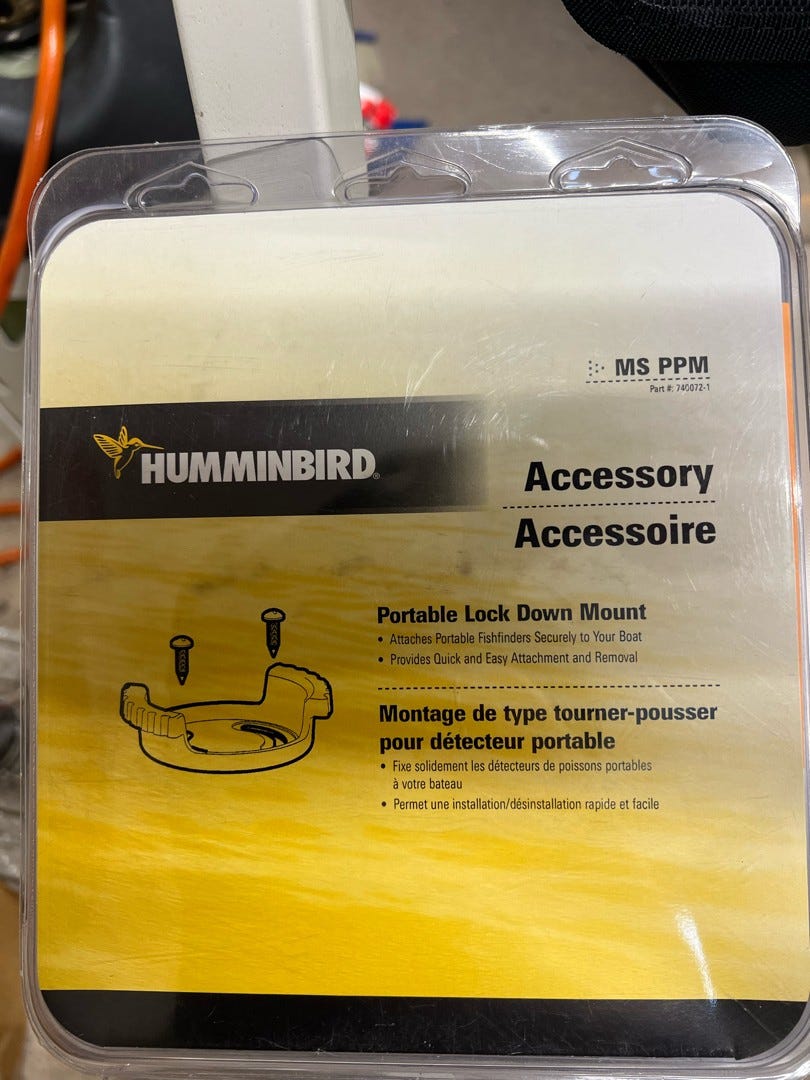 MS PPM
Part #: 740072-1
HUMMINBIRD®
Accessory
Accessoire
Portable Lock Down Mount
• Attaches Portable Fishfinders Securely to Your Boat
• Provides Quick and Easy Attachment and Removal
Montage de type tourner-pousser
pour détecteur portable
• Fixe solidement les détecteurs de poissons portables
à votre bateau
• Permet une installation/désinstallation rapide et facile